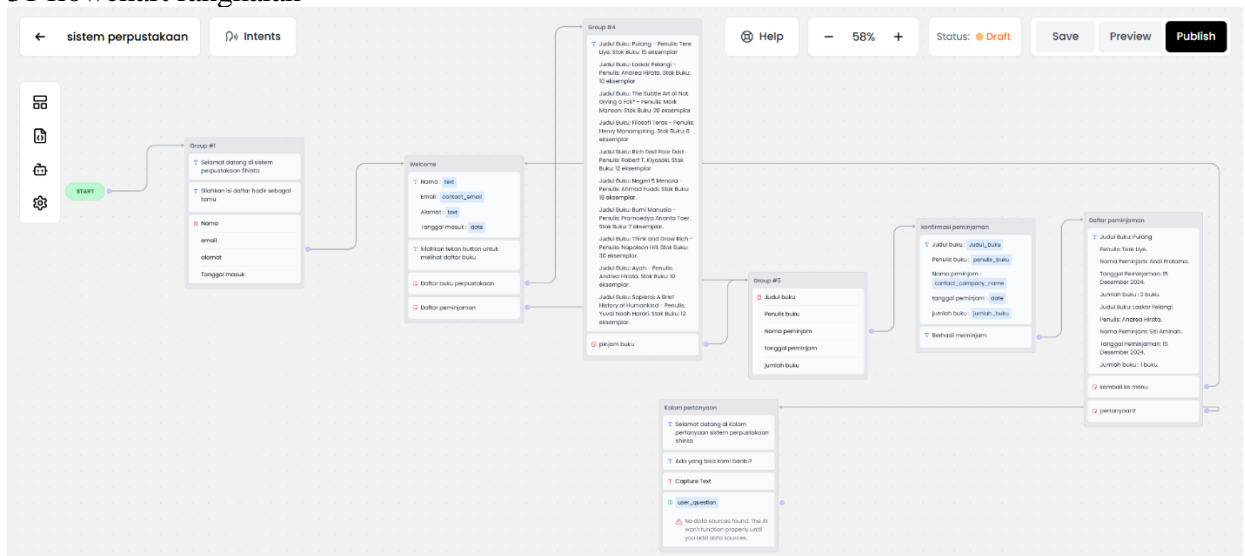 sistem perpustakaan
Intents
Help
58%
Status: Draft
Save
Preview
Publish
START
Group #1
Selamat datang di sistem
perpustakaan Shinta
Silahkan isi daftar hadir sebagai
tamu
Nama
email
alamat
Tanggal masuk
Welcome
Nama : text
Email : contact_email
Alamat : text
Tanggal masuk : date
Silahkan tekan button untuk
melihat daftar buku
Daftar buku perpustakaan
Daftar peminjaman
Group #4
Judul Buku: Pulang - Penulis: Tere
Liye. Stok Buku: 15 eksemplar
Judul Buku: Laskar Pelangi -
Penulis: Andrea Hirata. Stok Buku:
10 eksemplar
Judul Buku: The Subtle Art of Not
Giving a F*ck* - Penulis: Mark
Manson. Stok Buku: 20 eksemplar
Judul Buku: Filosofi Teras - Penulis:
Henry Manampiring. Stok Buku: 8
eksemplar
Judul Buku: Rich Dad Poor Dad -
Penulis: Robert T. Kiyosaki. Stok
Buku: 12 eksemplar
Judul Buku: Negeri 5 Menara -
Penulis: Ahmad Fuadi. Stok Buku:
18 eksemplar.
Judul Buku: Bumi Manusia -
Penulis: Pramoedya Ananta Toer.
Stok Buku: 7 eksemplar.
Judul Buku: Think and Grow Rich -
Penulis: Napoleon Hill. Stok Buku:
30 eksemplar.
Judul Buku: Ayah - Penulis:
Andrea Hirata. Stok Buku: 10
eksemplar.
Judul Buku: Sapiens: A Brief
History of Humankind - Penulis:
Yuval Noah Harari. Stok Buku: 12
eksemplar.
pinjam buku
Group #5
Judul buku
Penulis buku
Nama peminjam
tanggal peminjam
jumlah buku
konfirmasi peminjaman
Judul buku : Judul_buku
Penulis buku : penulis_buku
Nama peminjam :
contact_company_name
tanggal peminjam : date
jumlah buku : jumlah_buku
Berhasil meminjam
Daftar peminjaman
Judul Buku: Pulang
Penulis: Tere Liye.
Nama Peminjam: Andi Pratama.
Tanggal Peminjaman: 15
Desember 2024.
Jumlah buku : 2 buku.
Judul Buku: Laskar Pelangi
Penulis: Andrea Hirata.
Nama Peminjam: Siti Aminah.
Tanggal Peminjaman: 15
Desember 2024.
Jumlah buku : 1 buku.
kembali ke menu
pertanyaan?
Kolom pertanyaan
Selamat datang di Kolom
pertanyaan sistem perpustakaan
Shinta
Ada yang bisa kami bantu?
Capture Text
user_question
No data sources found. The AI
won't function properly until
you add data sources.